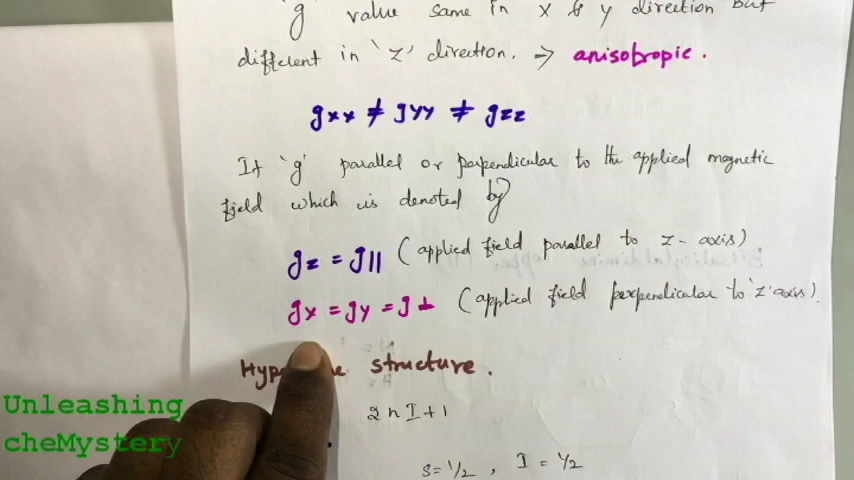 'g' value same in x & y direction but
different in 'z' direction. → anisotropic.
gxx ≠ gyy ≠ gzz
If 'g' parallel or perpendicular to the applied magnetic
field which is denoted by
gz = g|| (applied field parallel to z-axis)
gx = gy = g⊥ (applied field perpendicular to 'z' axis).
structure.
2nI+1
S=1/2, I = 1/2
Unleashing
cheMystery